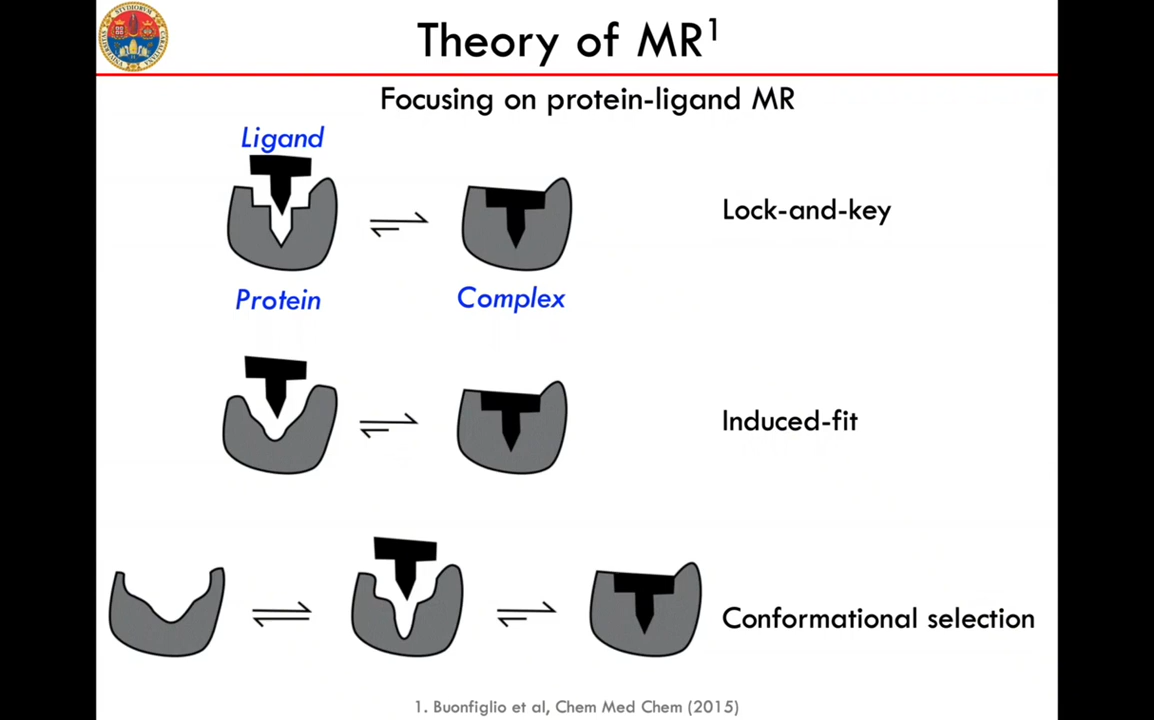 Theory of MR¹
Focusing on protein-ligand MR
Ligand
Lock-and-key
Protein
Complex
Induced-fit
Conformational selection
1. Buonfiglio et al, Chem Med Chem (2015)